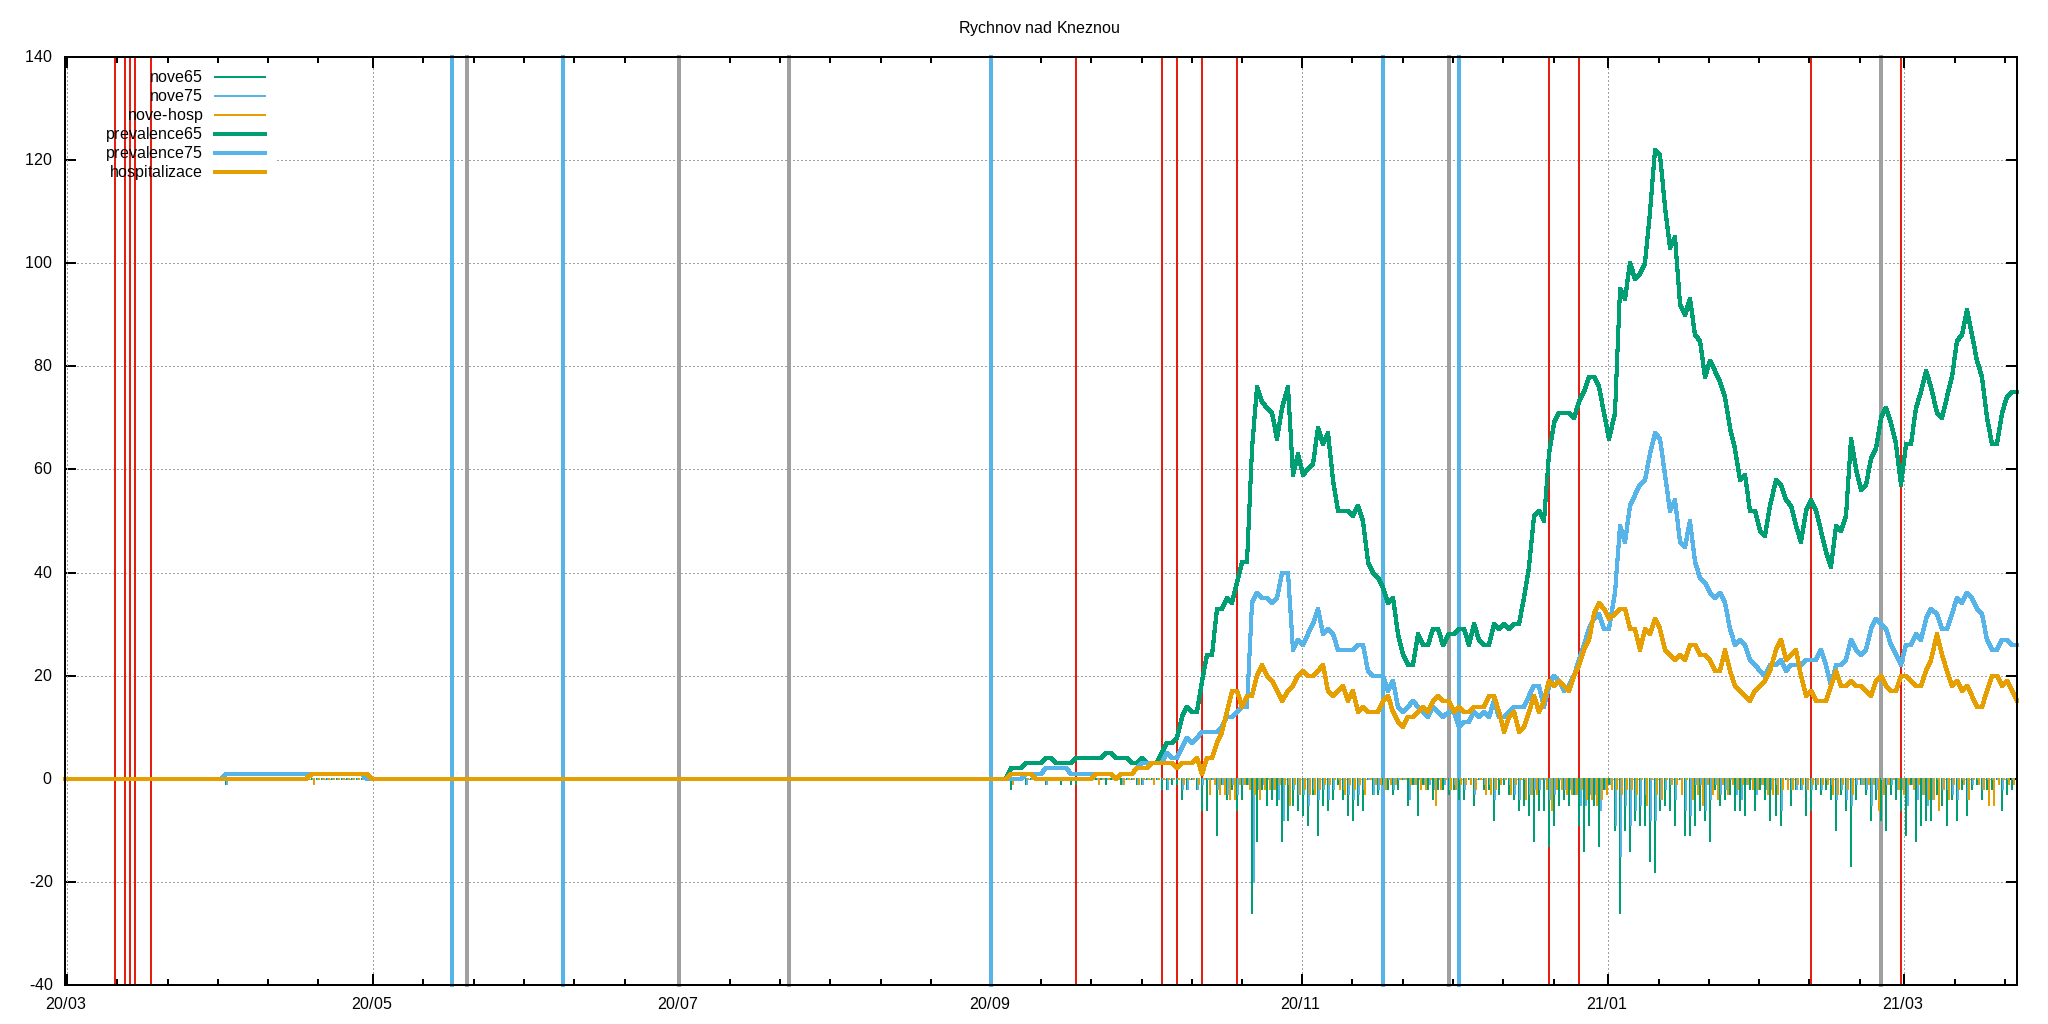 Rychnov nad Kneznou
140
120
100
80
60
40
20
0
-20
-40
nove65
nove75
nove-hosp
prevalence65
prevalence75
hospitalizace
20/03 20/05 20/07 20/09 20/11 21/01 21/03